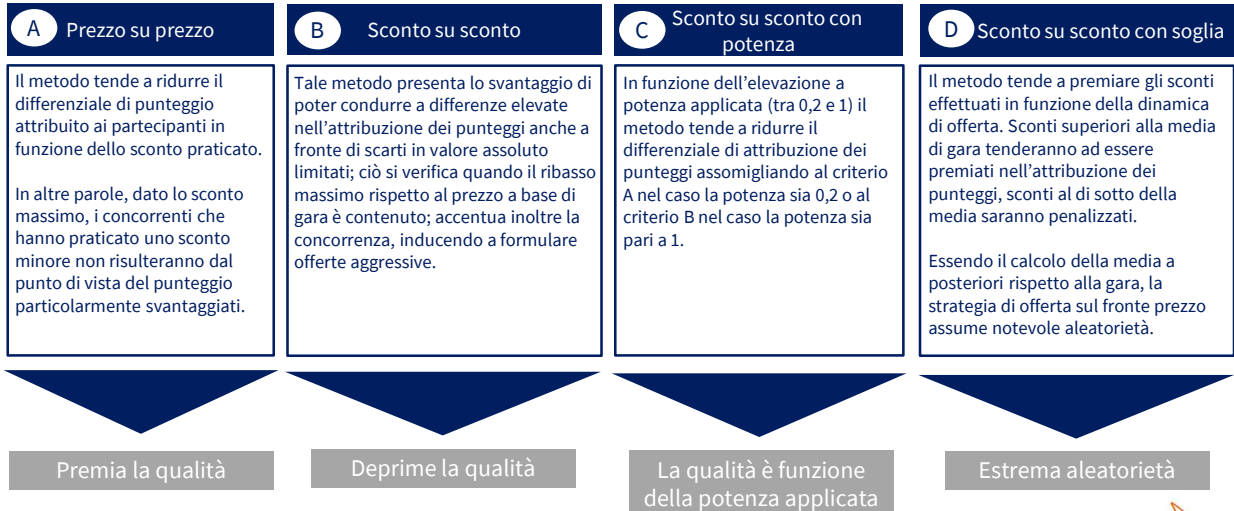 A
Prezzo su prezzo
Il metodo tende a ridurre il
differenziale di punteggio
attribuito ai partecipanti in
funzione dello sconto praticato.
In altre parole, dato lo sconto
massimo, i concorrenti che
hanno praticato uno sconto
minore non risulteranno dal
punto di vista del punteggio
particolarmente svantaggiati.
Premia la qualità
B
Sconto su sconto
Tale metodo presenta lo svantaggio di
poter condurre a differenze elevate
nell'attribuzione dei punteggi anche a
fronte di scarti in valore assoluto
limitati; ciò si verifica quando il ribasso
massimo rispetto al prezzo a base di
gara è contenuto; accentua inoltre la
concorrenza, inducendo a formulare
offerte aggressive.
Deprime la qualità
C
Sconto su sconto con
potenza
In funzione dell'elevazione a
potenza applicata (tra 0,2 e 1) il
metodo tende a ridurre il
differenziale di attribuzione dei
punteggi assomigliando al criterio
A nel caso la potenza sia 0,2 o al
criterio B nel caso la potenza sia
pari a 1.
La qualità è funzione
della potenza applicata
D
Sconto su sconto con soglia
Il metodo tende a premiare gli sconti
effettuati in funzione della dinamica
di offerta. Sconti superiori alla media
di gara tenderanno ad essere
premiati nell'attribuzione dei
punteggi, sconti al di sotto della
media saranno penalizzati.
Essendo il calcolo della media a
posteriori rispetto alla gara, la
strategia di offerta sul fronte prezzo
assume notevole aleatorietà.
Estrema aleatorietà